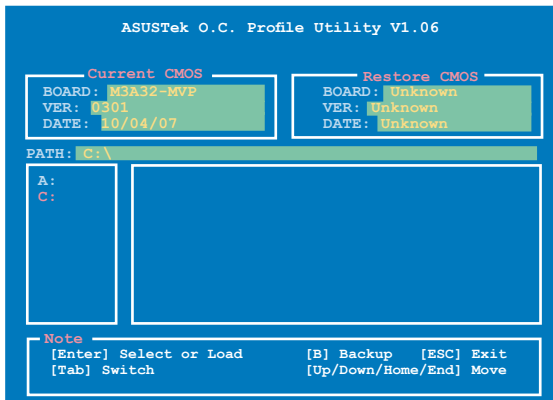 ASUSTek O.C. Profile Utility V1.06
Current CMOS
BOARD: M3A32-MVP
VER: 0301
DATE: 10/04/07
Restore CMOS
BOARD: Unknown
VER: Unknown
DATE: Unknown
PATH: C:\
A:
C:
Note
[Enter] Select or Load [B] Backup [ESC] Exit
[Tab] Switch [Up/Down/Home/End] Move